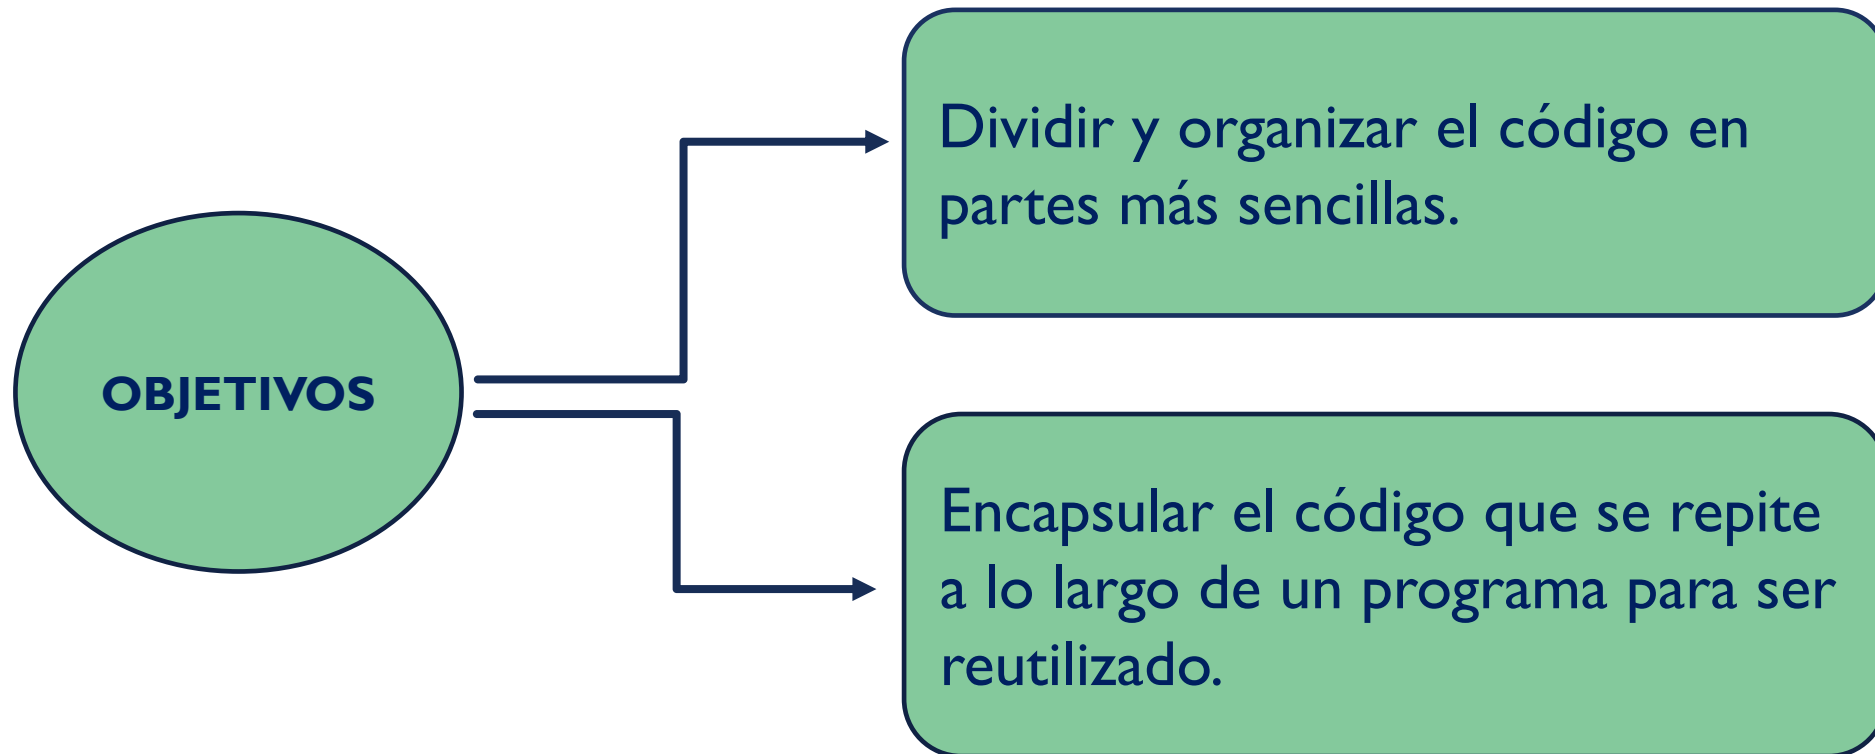 OBJETIVOS
Dividir y organizar el código en
partes más sencillas.
Encapsular el código que se repite
a lo largo de un programa para ser
reutilizado.